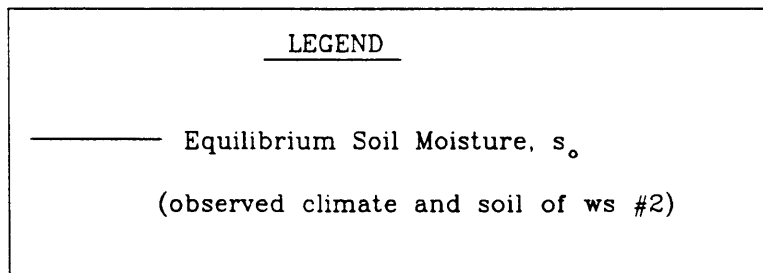 LEGEND
Equilibrium Soil Moisture, sₒ
(observed climate and soil of ws #2)